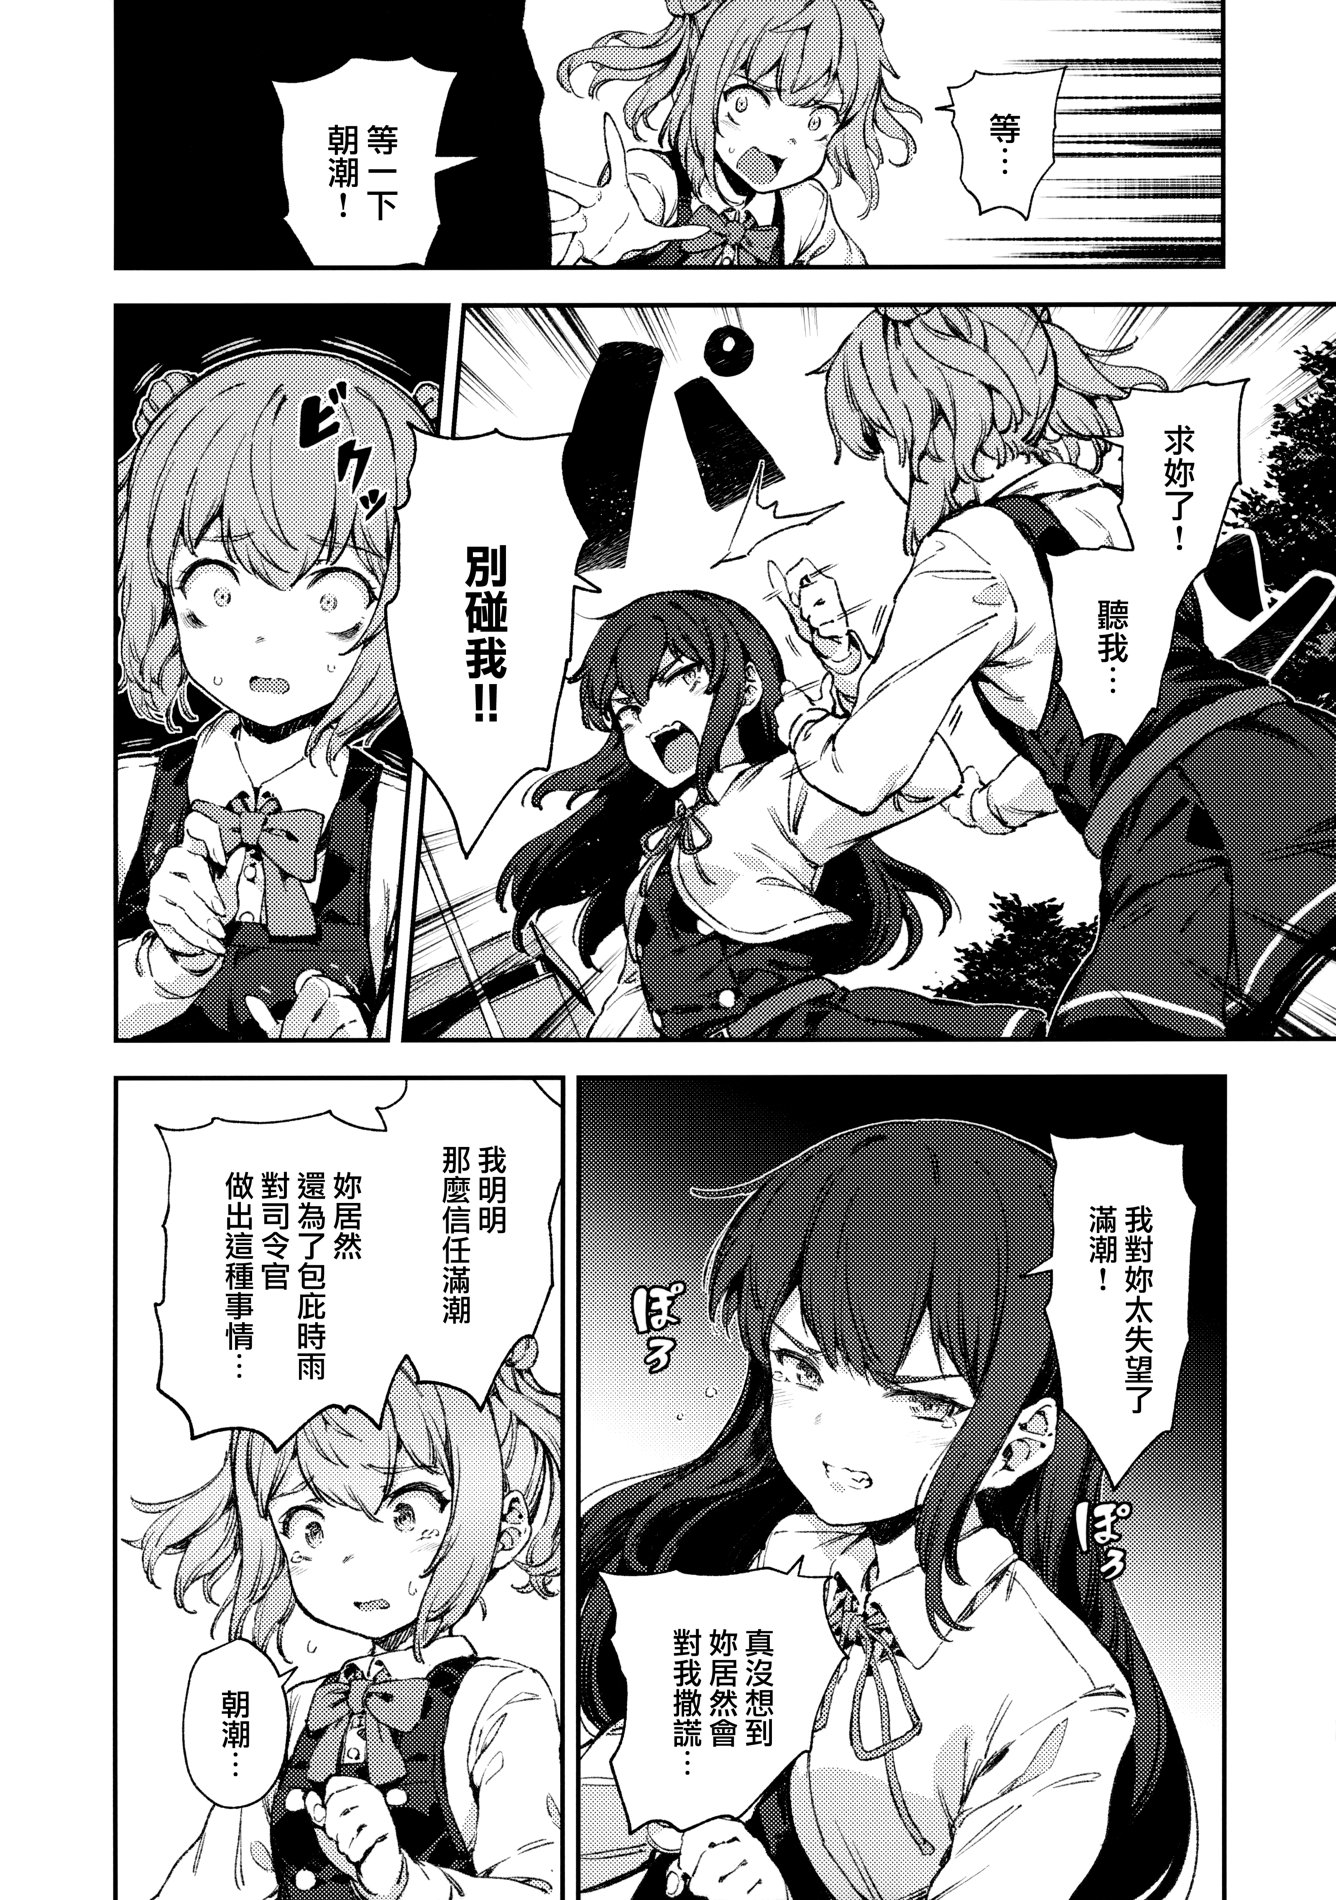 等…
等一下
朝潮！
求妳了！
聽我…
別碰我!!
ビクッ
我對妳太失望了
滿潮！
ぽろ
ぽろ
真沒想到
妳居然會
對我撒謊…
我明明
那麼信任滿潮
妳居然
還為了包庇時雨
對司令官
做出這種事情…
朝潮…